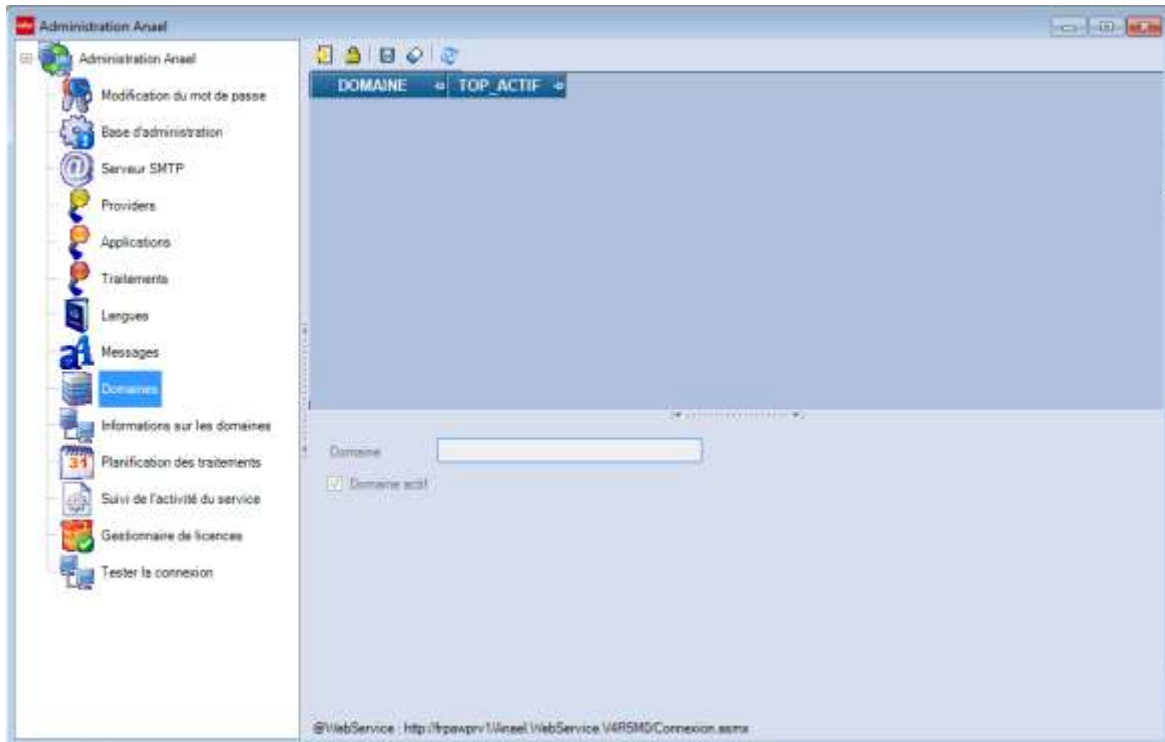 Administration Anael
Administration Anael
Modification du mot de passe
Base d'administration
Serveur SMTP
Providers
Applications
Traitements
Langues
Messages
Domaines
Informations sur les domaines
Planification des traitements
Suivi de l'activité du service
Gestionnaire de licences
Tester la connexion
DOMAINE TOP_ACTIF
Domaine
Domaine actif
@WebService : http://frpawprv1/Anael.WebService.V4R5M0/Connexion.asmx